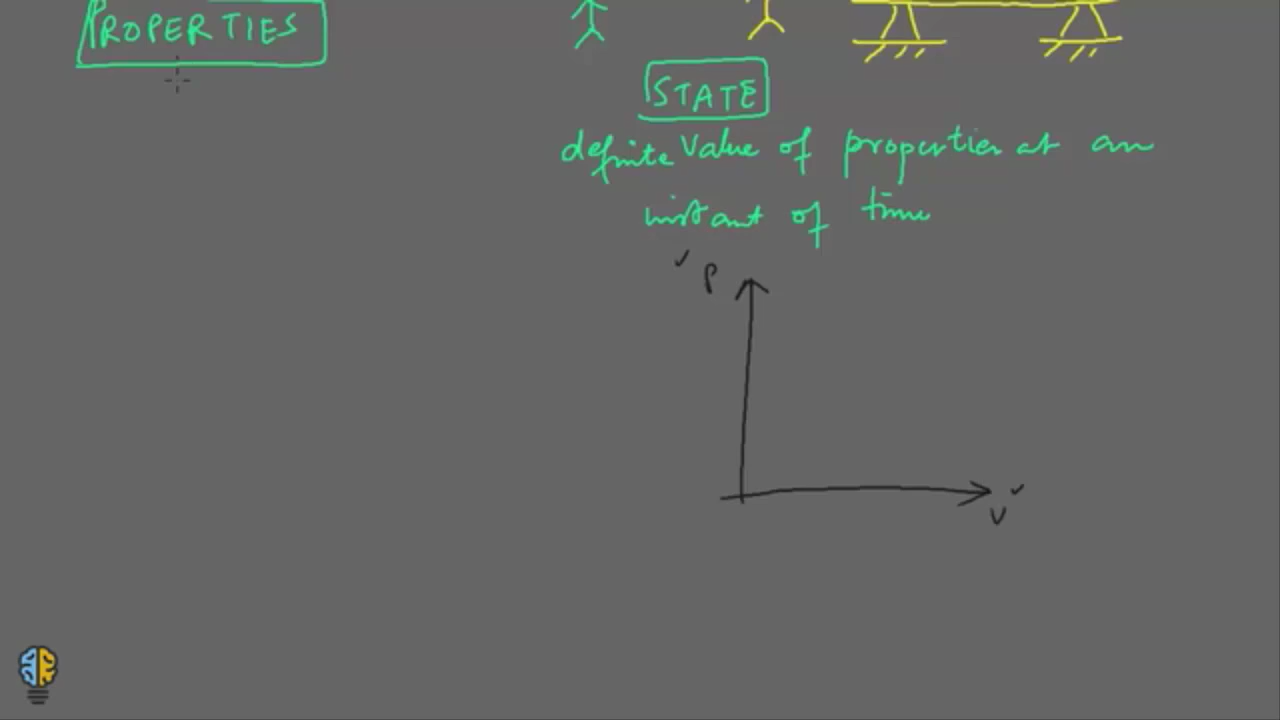 PROPERTIES
STATE
definite value of properties at an
instant of time
P
V